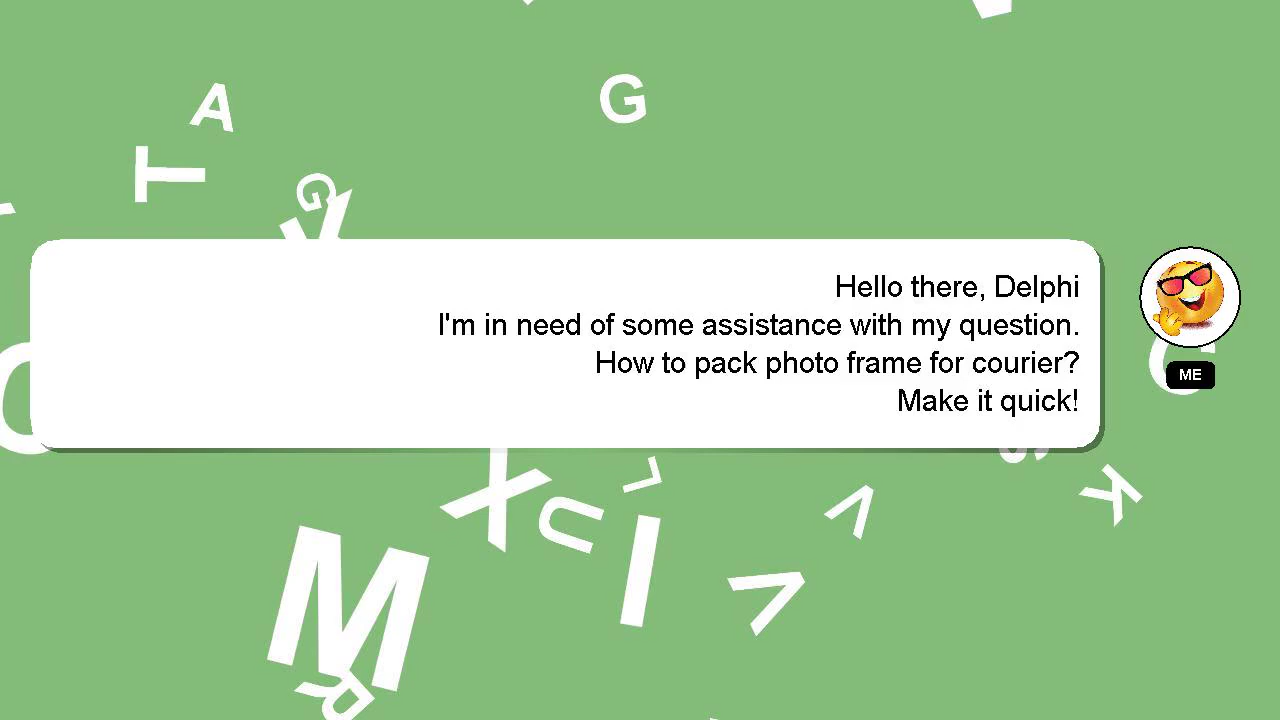 A
G
T
G
Hello there, Delphi
I'm in need of some assistance with my question.
How to pack photo frame for courier?
Make it quick!
ME
X
U
L
I
V
V
K
M
R